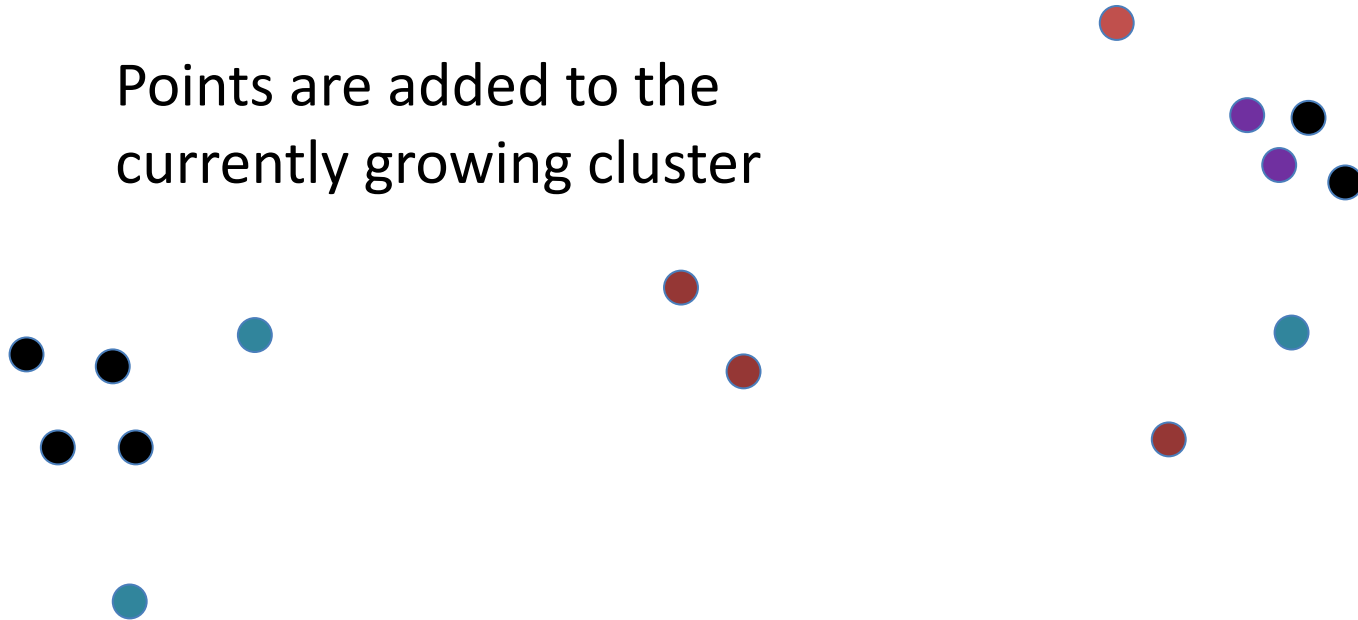 Points are added to the
currently growing cluster